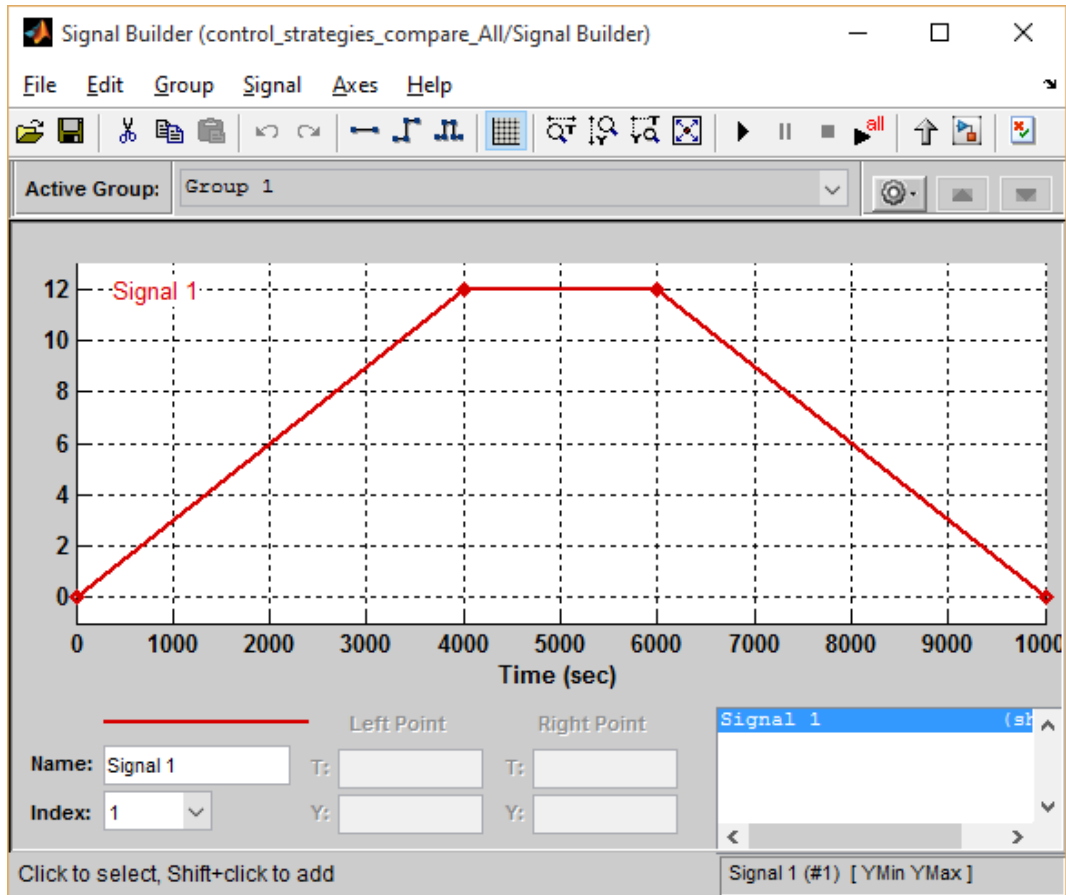 Signal Builder (control_strategies_compare_All/Signal Builder)
File Edit Group Signal Axes Help
all
Active Group: Group 1
12 Signal 1
10
8
6
4
2
0
0 1000 2000 3000 4000 5000 6000 7000 8000 9000 1000
Time (sec)
Left Point Right Point Signal 1 (sh
Name: Signal 1 T: T:
Index: 1 Y: Y:
Click to select, Shift+click to add Signal 1 (#1) [ YMin YMax ]